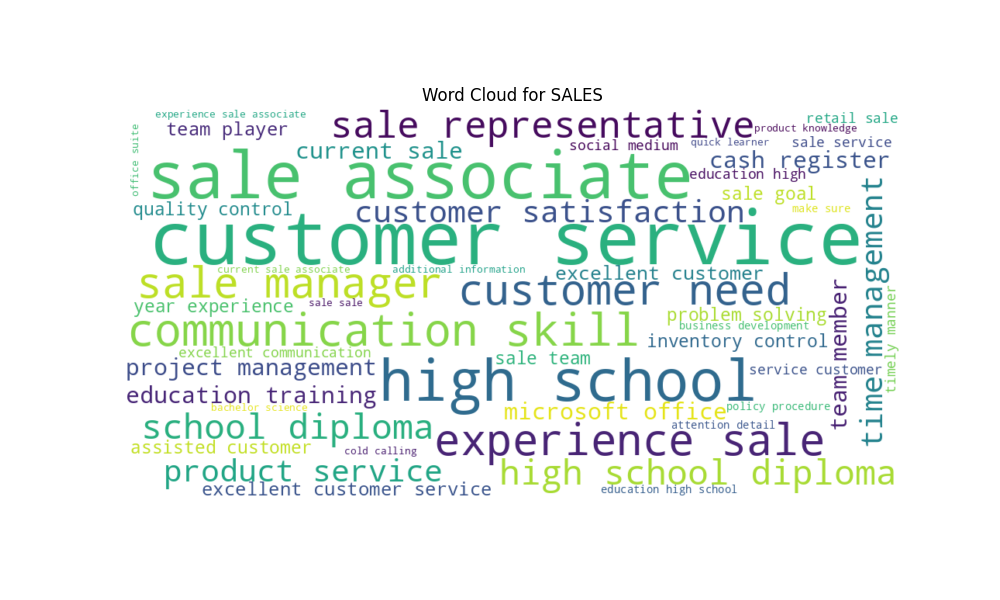 Word Cloud for SALES
experience sale associate
team player
sale representative
retail sale
product knowledge
office suite
current sale
social medium
quick learner
sale service
sale associate
cash register
education high
sale goal
quality control
customer satisfaction
make sure
time management
customer service
current sale associate
additional information
excellent customer
sale manager
customer need
year experience
sale sale
problem solving
team member
timely manner
communication skill
business development
inventory control
excellent communication
sale team
project management
high school
service customer
education training
bachelor science
microsoft office
policy procedure
school diploma
experience sale
attention detail
assisted customer
cold calling
product service
high school diploma
excellent customer service
education high school